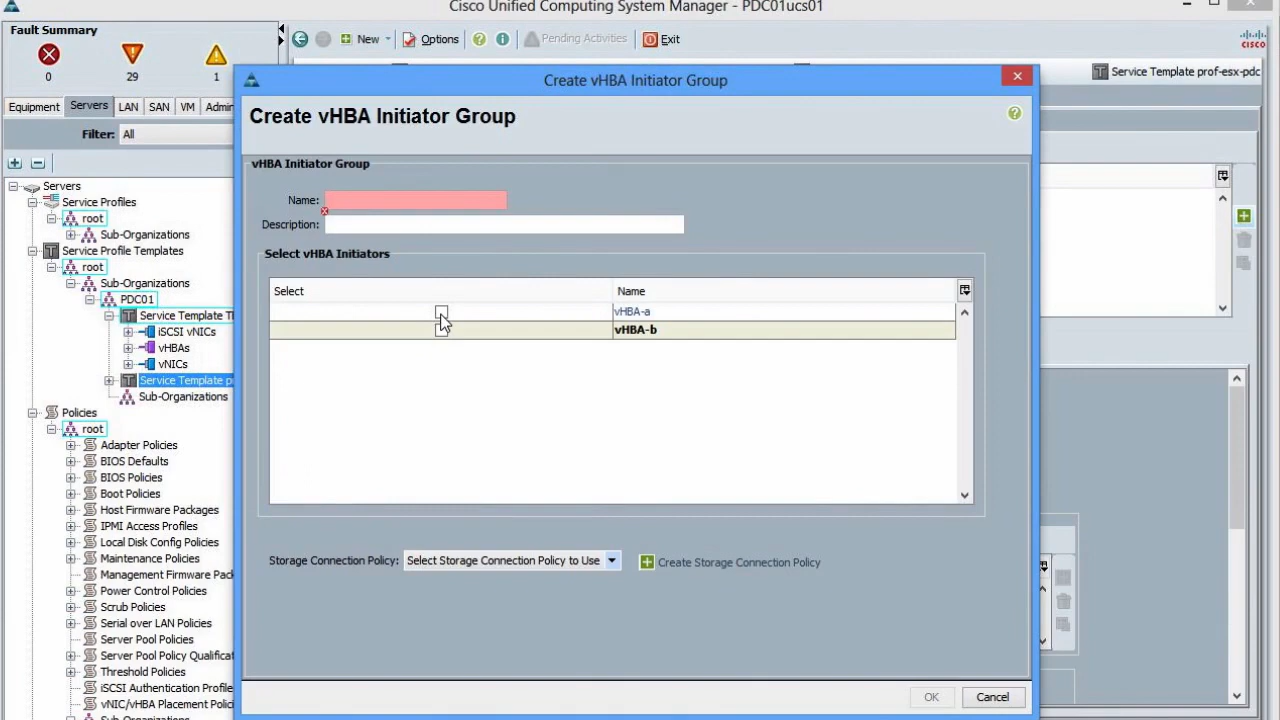 Cisco Unified Computing System Manager - PDC01ucs01
Fault Summary
0 29 1
New Options Pending Activities Exit
cisco
Service Template prof-esx-pdc
Equipment Servers LAN SAN VM Admin
Filter: All
Servers
Service Profiles
root
Sub-Organizations
Service Profile Templates
root
Sub-Organizations
PDC01
Service Template T
iSCSI vNICs
vHBAs
vNICs
Service Template p
Sub-Organizations
Policies
root
Adapter Policies
BIOS Defaults
BIOS Policies
Boot Policies
Host Firmware Packages
IPMI Access Profiles
Local Disk Config Policies
Maintenance Policies
Management Firmware Pack
Power Control Policies
Scrub Policies
Serial over LAN Policies
Server Pool Policies
Server Pool Policy Qualificat
Threshold Policies
iSCSI Authentication Profile
vNIC/vHBA Placement Polici
Sub-Organizations
Create vHBA Initiator Group
Create vHBA Initiator Group
vHBA Initiator Group
Name:
Description:
Select vHBA Initiators
Select Name
vHBA-a
vHBA-b
Storage Connection Policy: Select Storage Connection Policy to Use Create Storage Connection Policy
OK Cancel